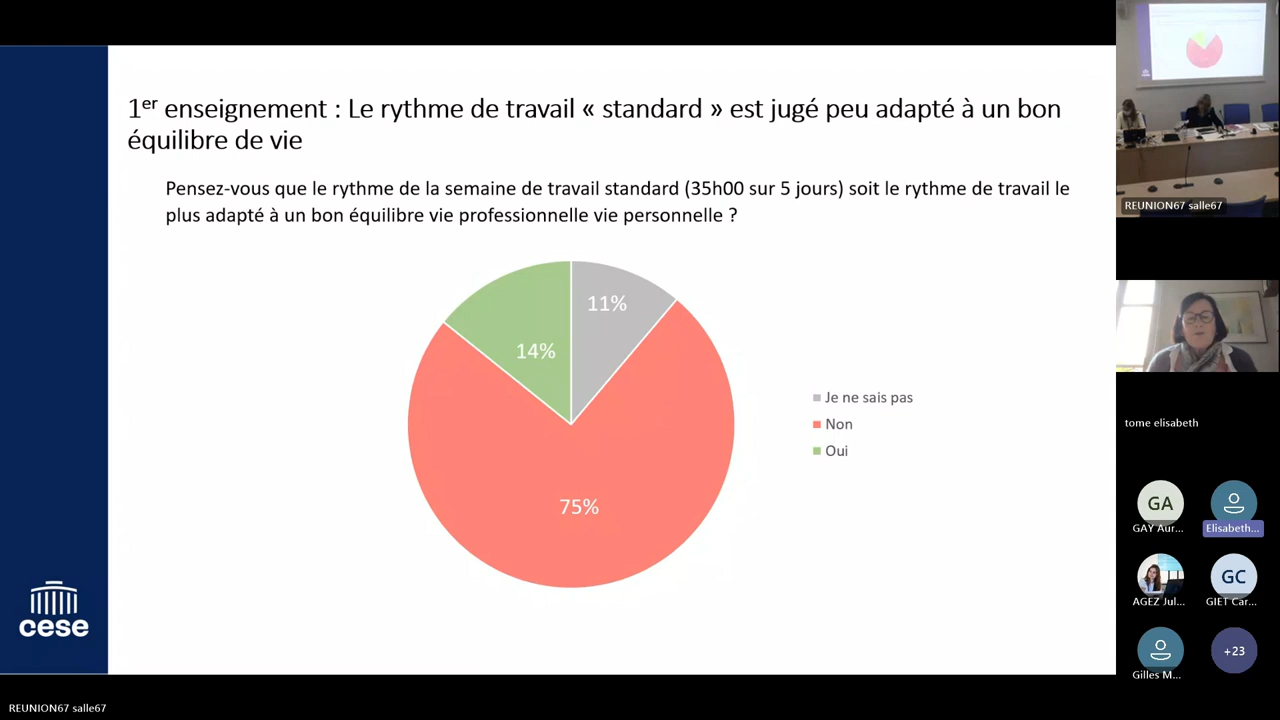 1er enseignement : Le rythme de travail « standard » est jugé peu adapté à un bon
équilibre de vie
Pensez-vous que le rythme de la semaine de travail standard (35h00 sur 5 jours) soit le rythme de travail le
plus adapté à un bon équilibre vie professionnelle vie personnelle ?
11%
14%
75%
Je ne sais pas
Non
Oui
cese
REUNION67 salle67
REUNION67 salle67
tome elisabeth
GA
GAY Aur...
Elisabeth...
AGEZ Jul...
GC
GIET Car...
Gilles M...
+23